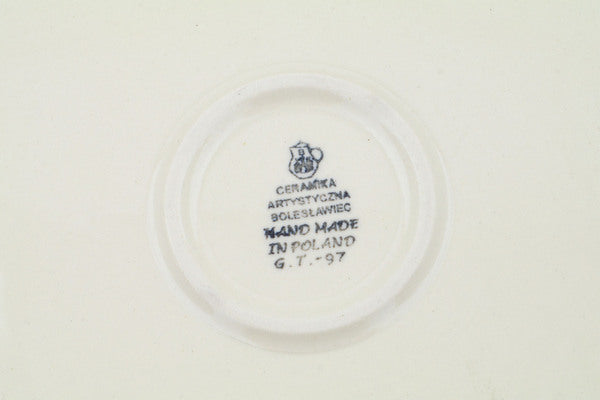 CERAMIKA
ARTYSTYCZNA
BOLESŁAWIEC
HAND MADE
IN POLAND
G.T.-97